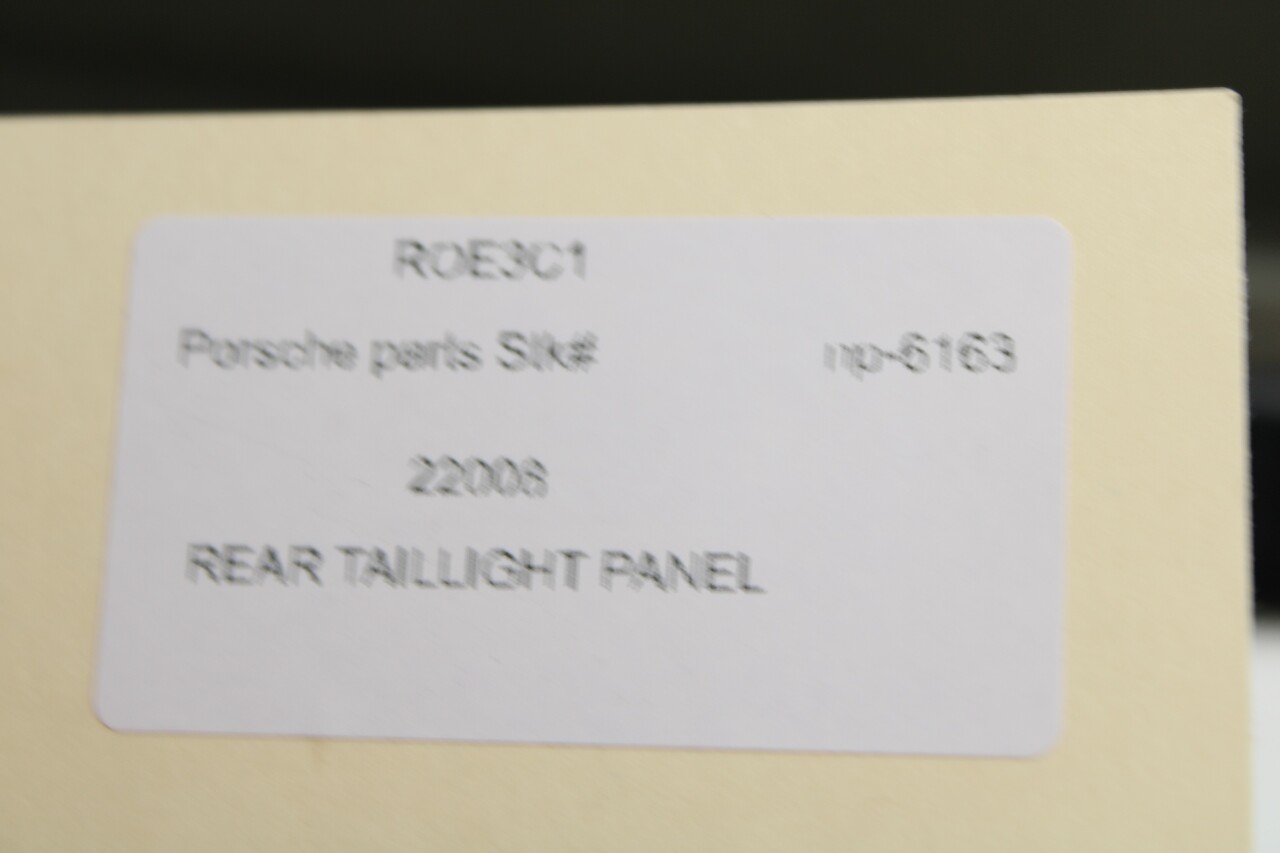 ROE3C1
Porsche parts Stk# np-6163
22008
REAR TAILLIGHT PANEL